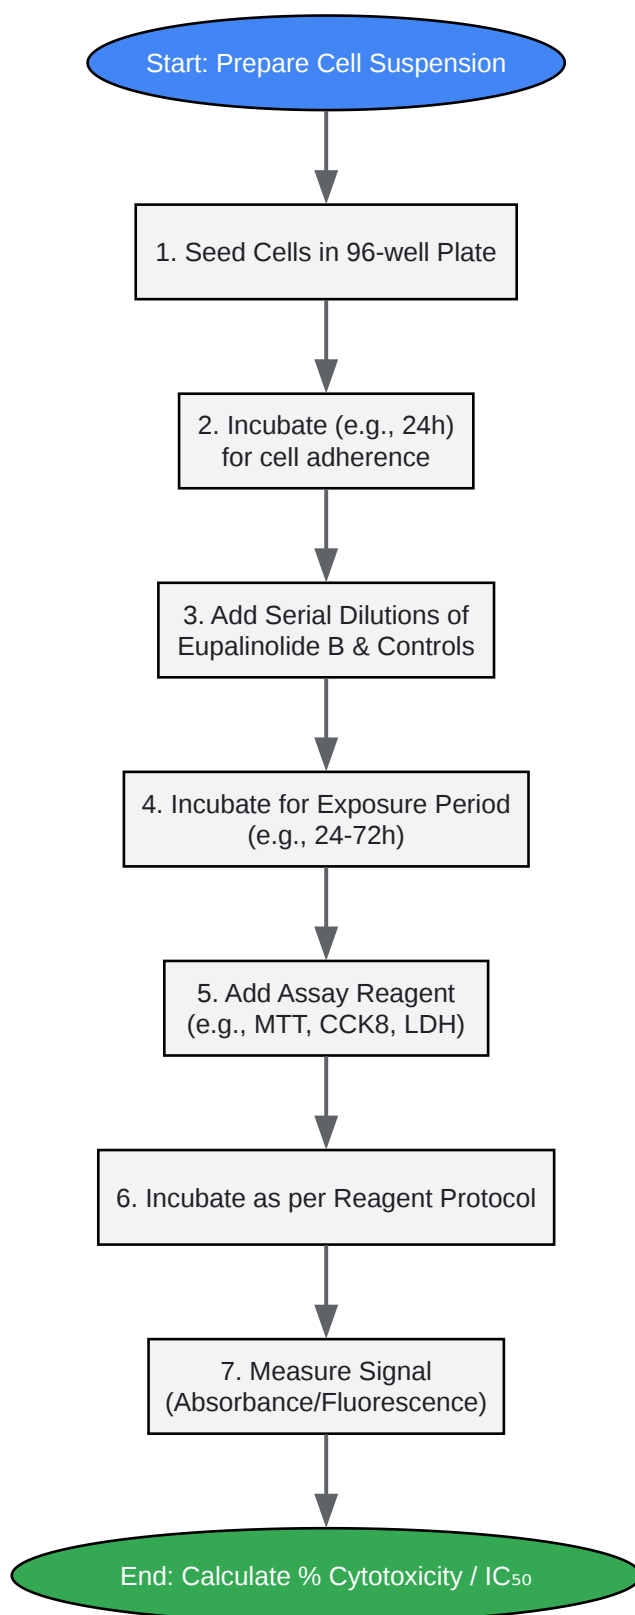 Start: Prepare Cell Suspension
1. Seed Cells in 96-well Plate
2. Incubate (e.g., 24h)
for cell adherence
3. Add Serial Dilutions of
Eupalinolide B & Controls
4. Incubate for Exposure Period
(e.g., 24-72h)
5. Add Assay Reagent
(e.g., MTT, CCK8, LDH)
6. Incubate as per Reagent Protocol
7. Measure Signal
(Absorbance/Fluorescence)
End: Calculate % Cytotoxicity / IC₅₀